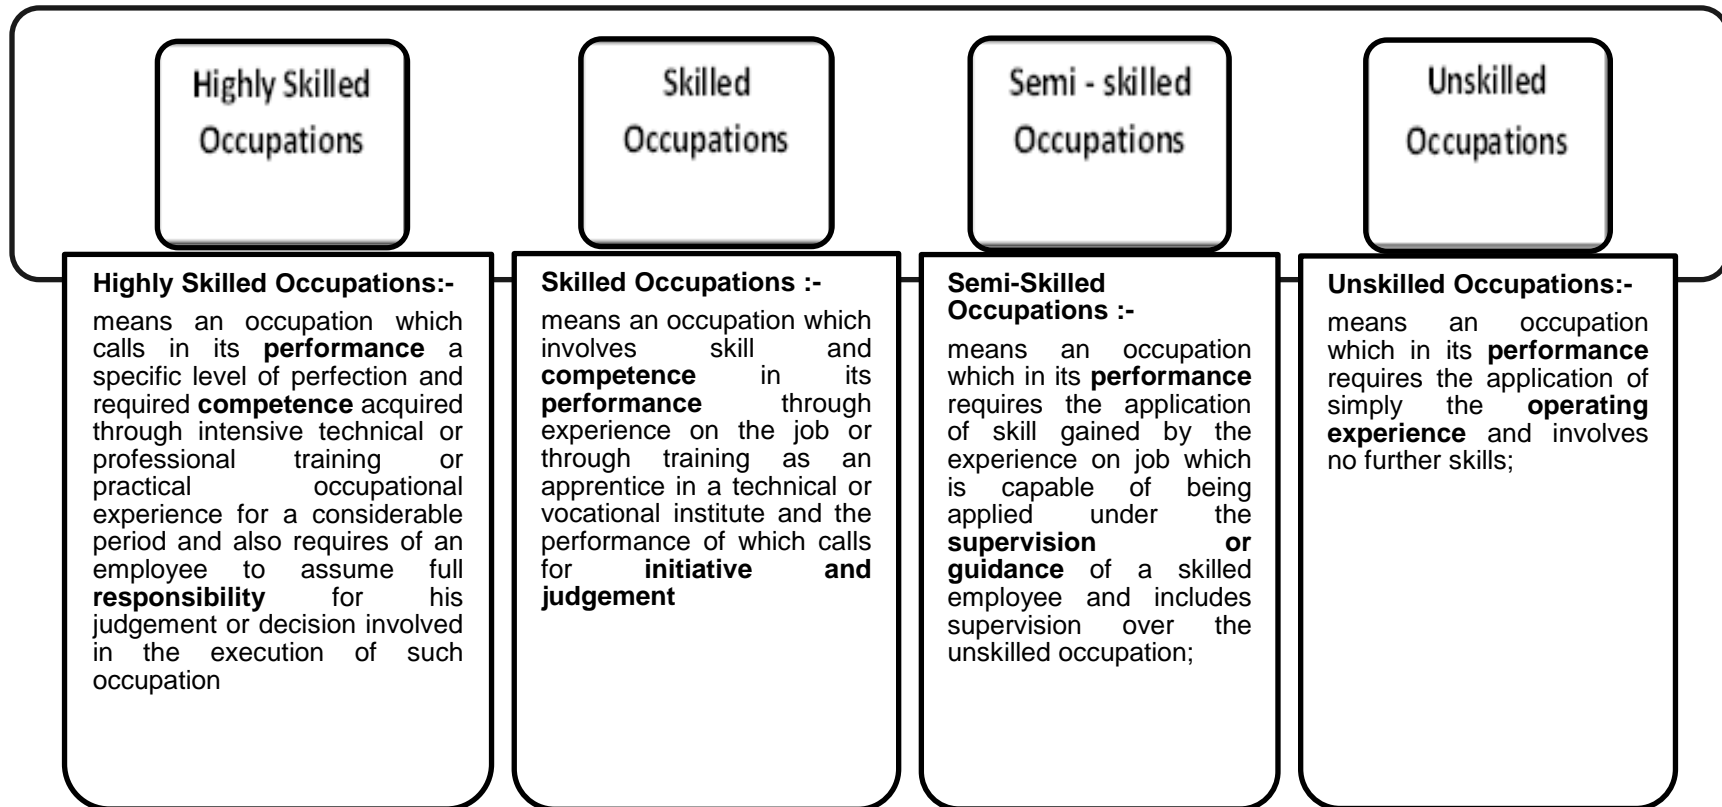 Highly Skilled
Occupations
Skilled
Occupations
Semi - skilled
Occupations
Unskilled
Occupations
Highly Skilled Occupations:-
means an occupation which
calls in its performance a
specific level of perfection and
required competence acquired
through intensive technical or
professional training or
practical occupational
experience for a considerable
period and also requires of an
employee to assume full
responsibility for his
judgement or decision involved
in the execution of such
occupation
Skilled Occupations :-
means an occupation which
involves skill and
competence in its
performance through
experience on the job or
through training as an
apprentice in a technical or
vocational institute and the
performance of which calls
for initiative and
judgement
Semi-Skilled
Occupations :-
means an occupation
which in its performance
requires the application
of skill gained by the
experience on job which
is capable of being
applied under the
supervision or
guidance of a skilled
employee and includes
supervision over the
unskilled occupation;
Unskilled Occupations:-
means an occupation
which in its performance
requires the application of
simply the operating
experience and involves
no further skills;